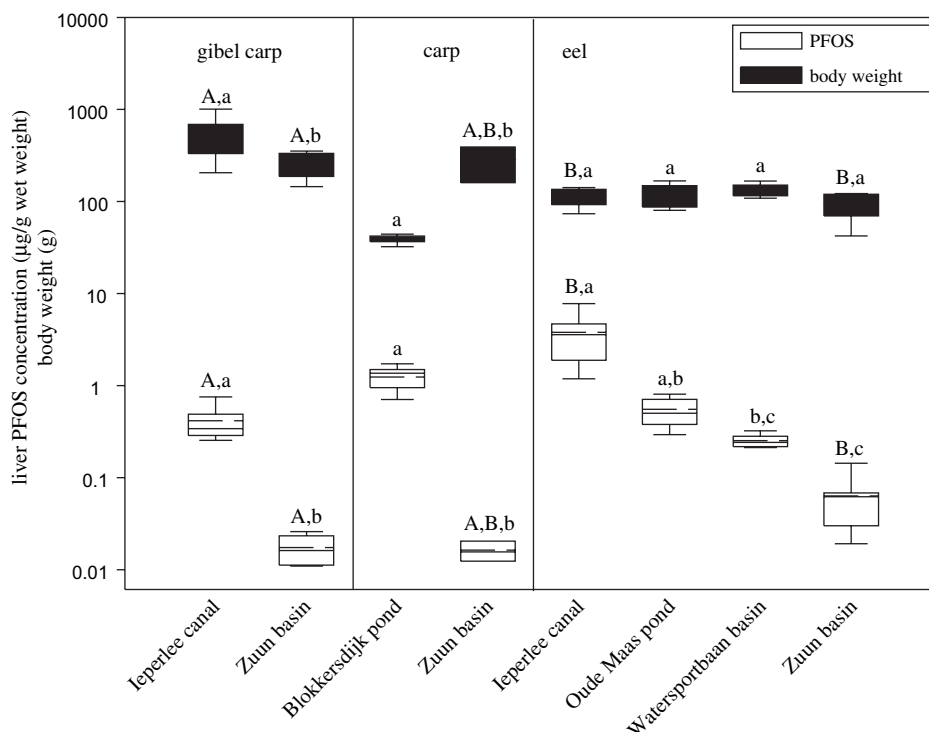 10000
1000
100
10
1
0.1
0.01
liver PFOS concentration (µg/g wet weight)
body weight (g)
gibel carp
carp
eel
PFOS
body weight
A,a
A,b
a
A,B,b
B,a
a
a
B,a
A,a
A,b
a
A,B,b
B,a
a,b
b,c
B,c
Ieperlee canal
Zuun basin
Blokkersdijk pond
Zuun basin
Ieperlee canal
Oude Maas pond
Watersportbaan basin
Zuun basin